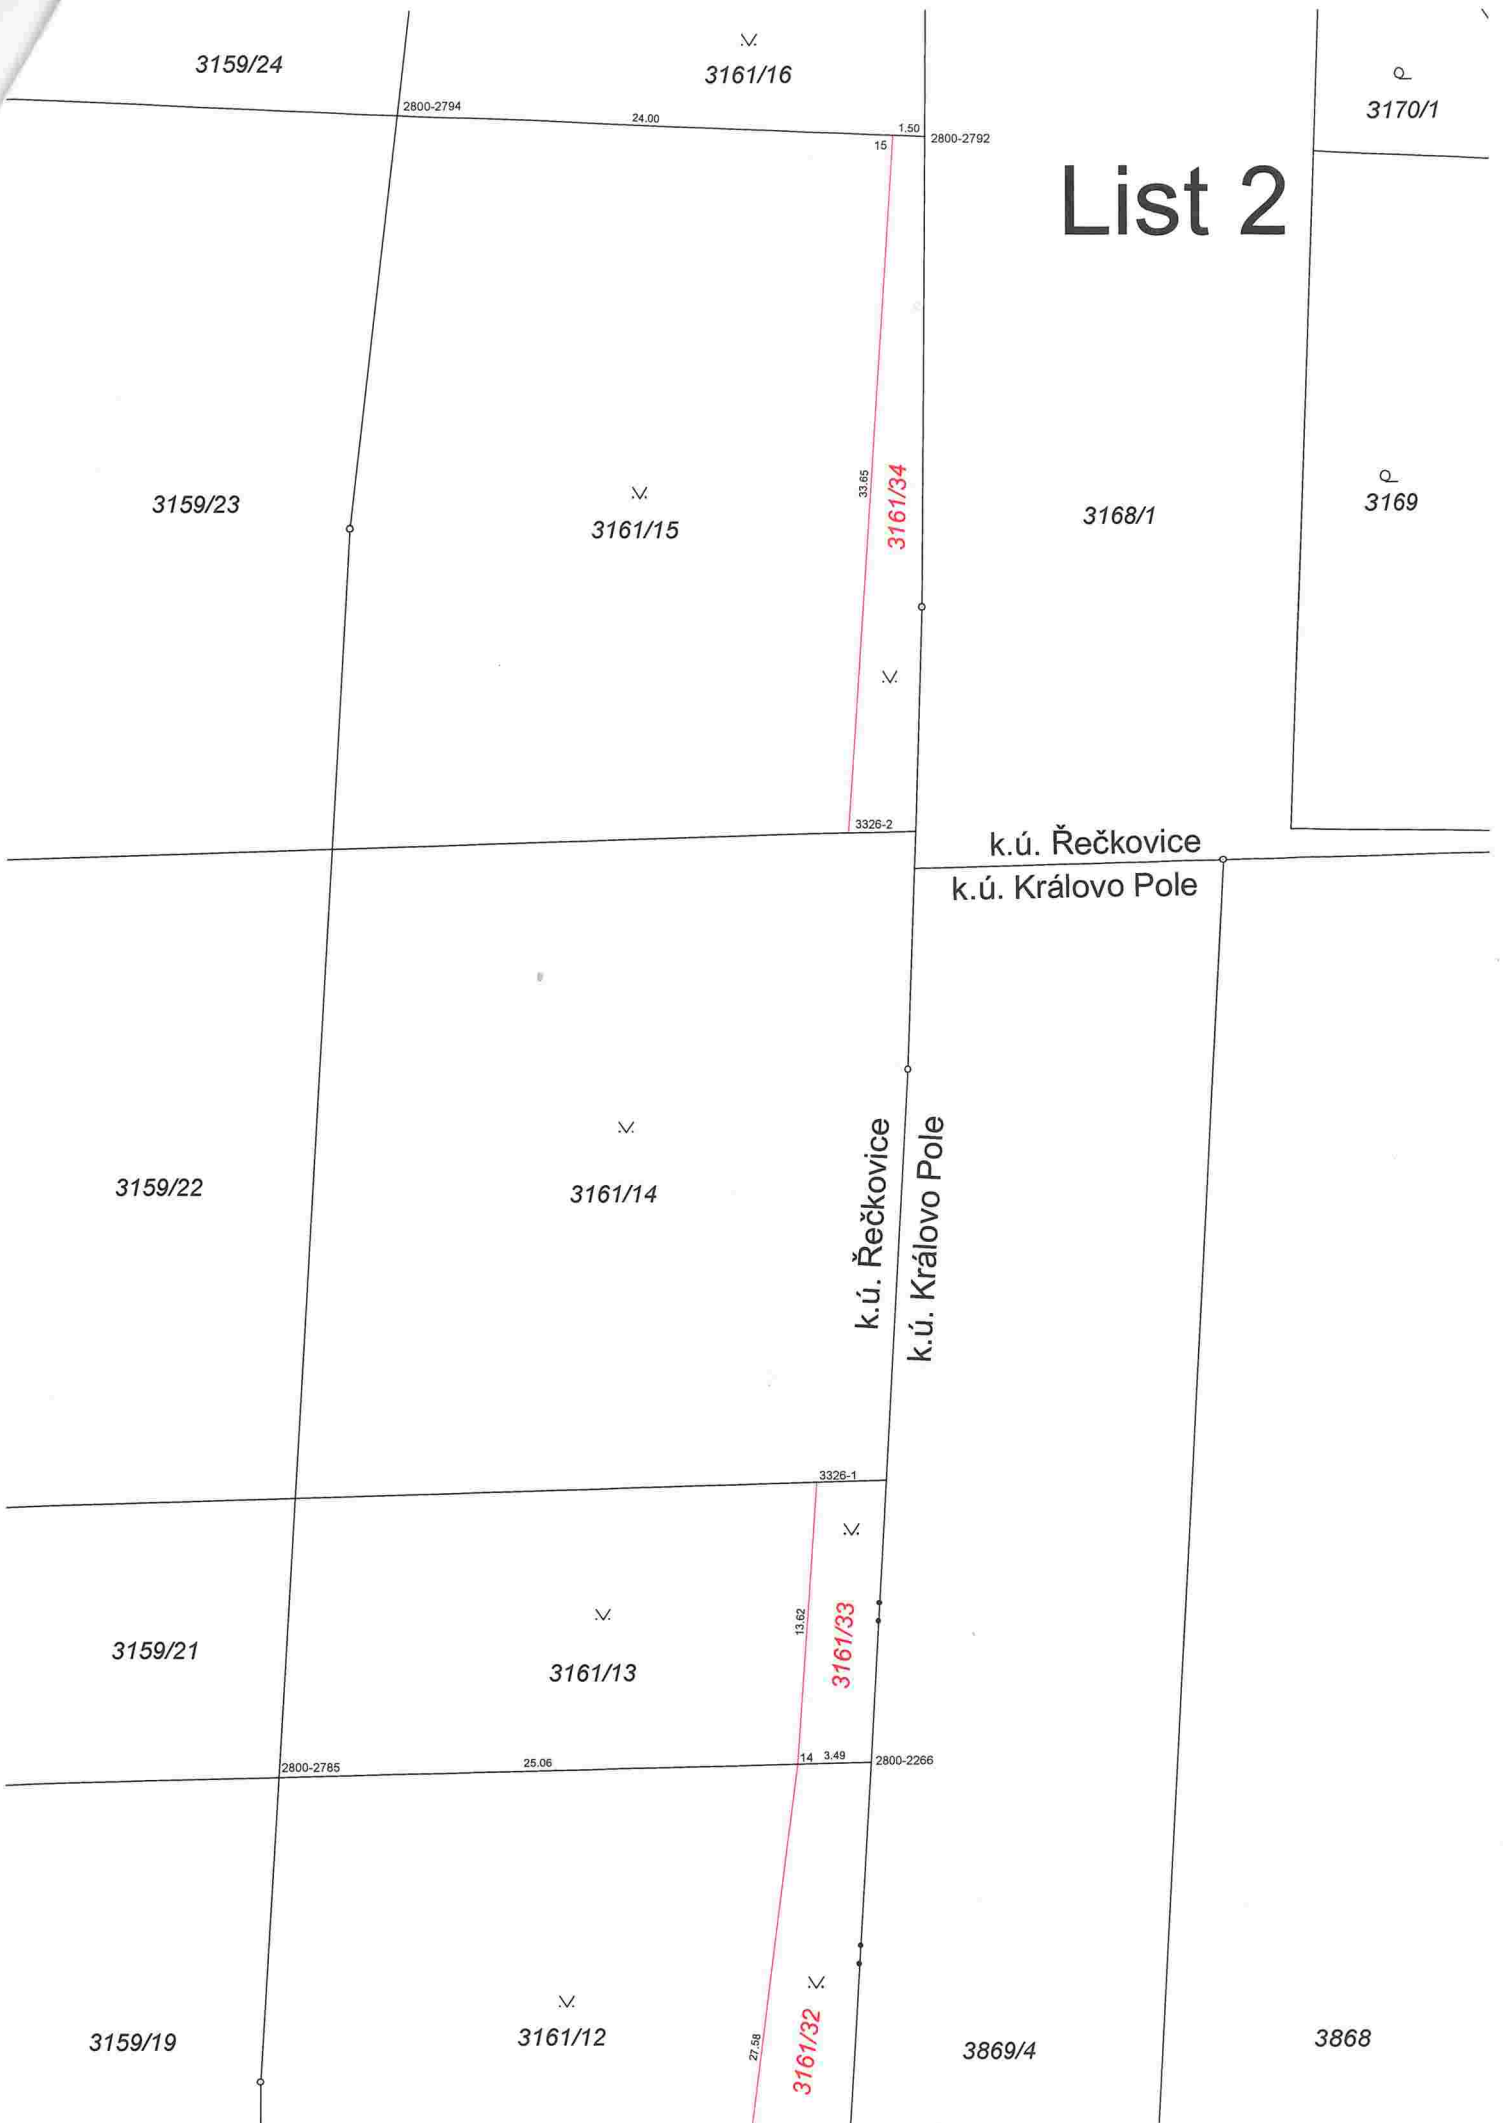 3159/24
.V.
3161/16
3170/1
2800-2794
24.00
1.50
2800-2792
15
List 2
3159/23
.V.
3161/15
33.65
3161/34
3168/1
3169
.V.
3326-2
k.ú. Řečkovice
k.ú. Královo Pole
.V.
3159/22
3161/14
k.ú. Řečkovice
k.ú. Královo Pole
3326-1
.V.
.V.
13.62
3161/33
3159/21
3161/13
2800-2785
25.06
14
3.49
2800-2266
.V.
.V.
3159/19
3161/12
27.58
3161/32
3869/4
3868